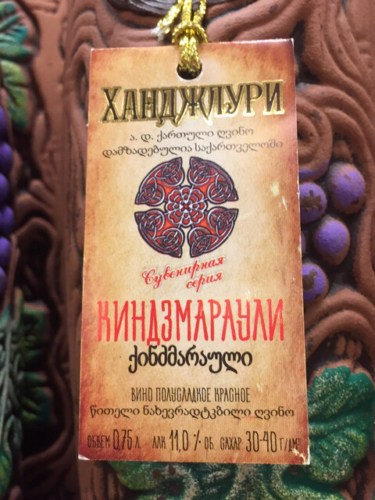 ХАНДЖЛУРИ
ა. დ. ქართული ღვინო
დამზადებულია საქართველოში
Сувенирная
серия
КИНДЗМАРАУЛИ
ქინძმარაული
ВИНО ПОЛУСЛАДКОЕ КРАСНОЕ
წითელი ნახევრადტკბილი ღვინო
ОБЪЕМ 0,75 Л. АЛК. 11,0 % ОБ. САХАР 30-40 Г/ДМ³